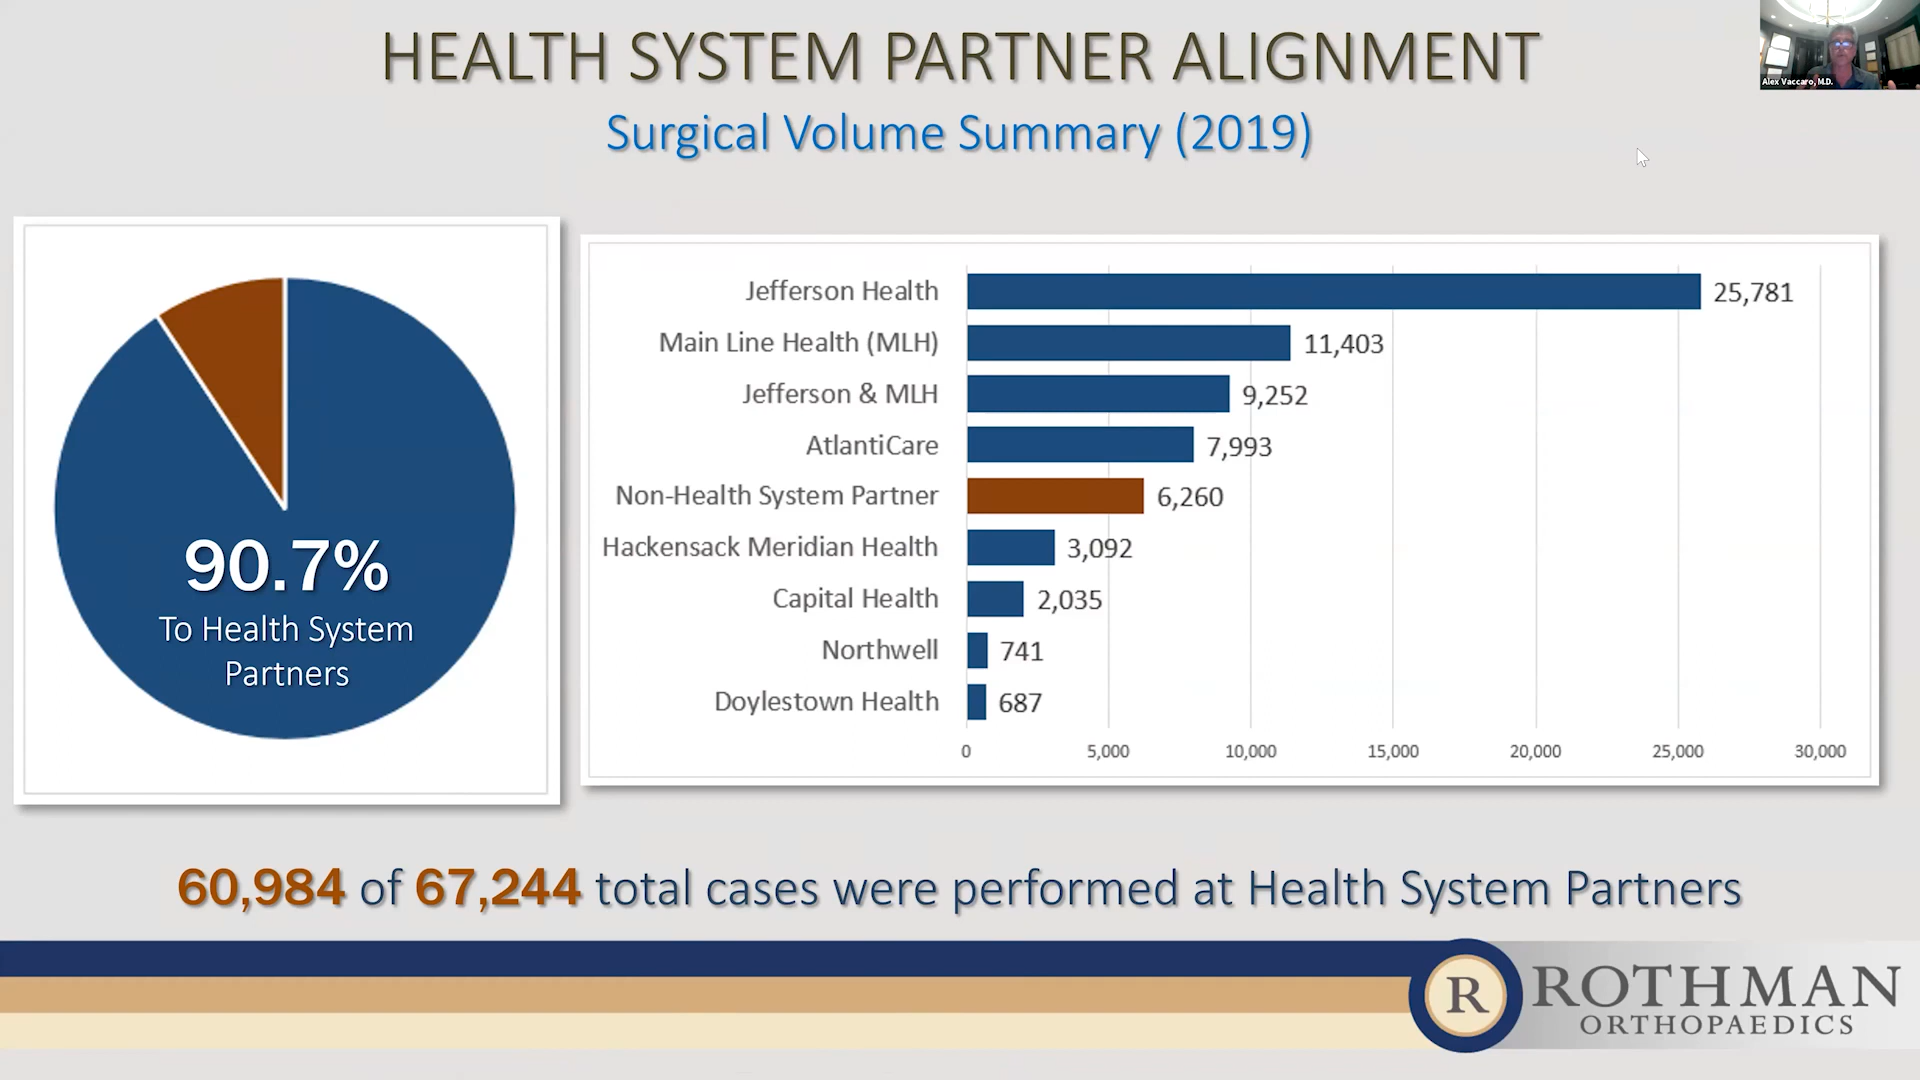 HEALTH SYSTEM PARTNER ALIGNMENT
Alex Vaccaro, M.D.
Surgical Volume Summary (2019)
90.7%
To Health System
Partners
Jefferson Health 25,781
Main Line Health (MLH) 11,403
Jefferson & MLH 9,252
AtlantiCare 7,993
Non-Health System Partner 6,260
Hackensack Meridian Health 3,092
Capital Health 2,035
Northwell 741
Doylestown Health 687
0 5,000 10,000 15,000 20,000 25,000 30,000
60,984 of 67,244 total cases were performed at Health System Partners
R ROTHMAN
ORTHOPAEDICS